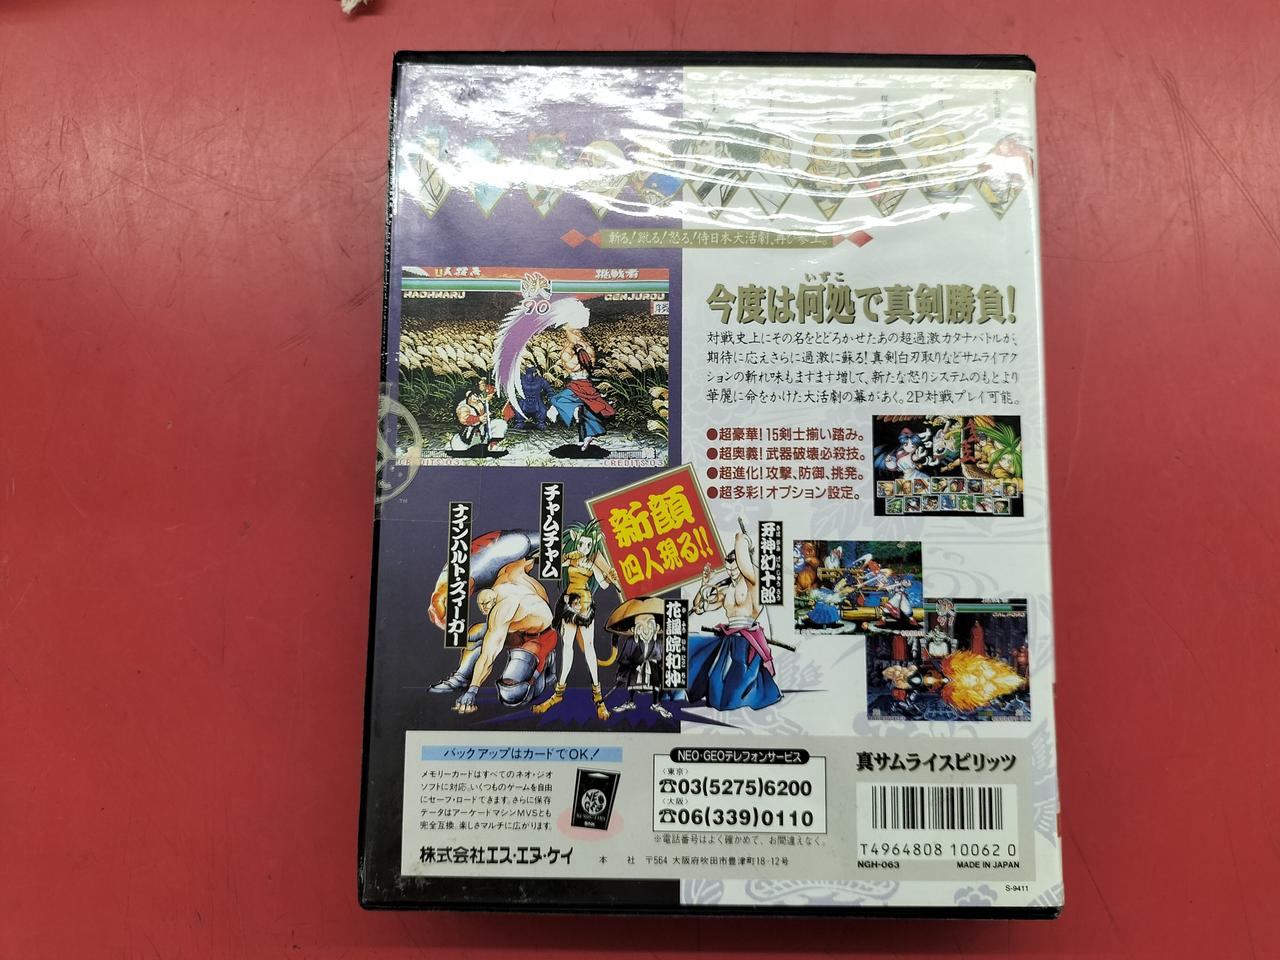 斬る!蹴る!怒る!侍日本大活劇、再び参上。
挑戦者
HAOHMARU
GENJUROU
90
CREDITS:03
CREDITS:03
いずこ
今度は何処で真剣勝負!
対戦史上にその名をとどろかせたあの超過激カタナバトルが、
期待に応えさらに過激に蘇る!真剣白刃取りなどサムライアク
ションの斬れ味もますます増して、新たな怒りシステムのもとより
華麗に命をかけた大活劇の幕があく。2P対戦プレイ可能。
●超豪華!15剣士揃い踏み。
●超奥義!武器破壊必殺技。
●超進化!攻撃、防御、挑発。
●超多彩!オプション設定。
新顔
四人現る!!
ナインハルト・ズィーガー
チャムチャム
花諷院和狆
牙神幻十郎
バックアップはカードでOK!
メモリーカードはすべてのネオ・ジオ
ソフトに対応。いくつものゲームを自由
にセーブ・ロードできます。さらに保存
データはアーケードマシンMVSとも
完全互換。楽しさマルチに広がります。
NEO・GEOテレフォンサービス
〈東京〉
☎03(5275)6200
〈大阪〉
☎06(339)0110
※電話番号はよく確かめて、お間違えなく。
株式会社エス・エヌ・ケイ 本 社 〒564 大阪府吹田市豊津町18-12号
真サムライスピリッツ
T4964808 10062 0
NGH-063 MADE IN JAPAN
S-9411